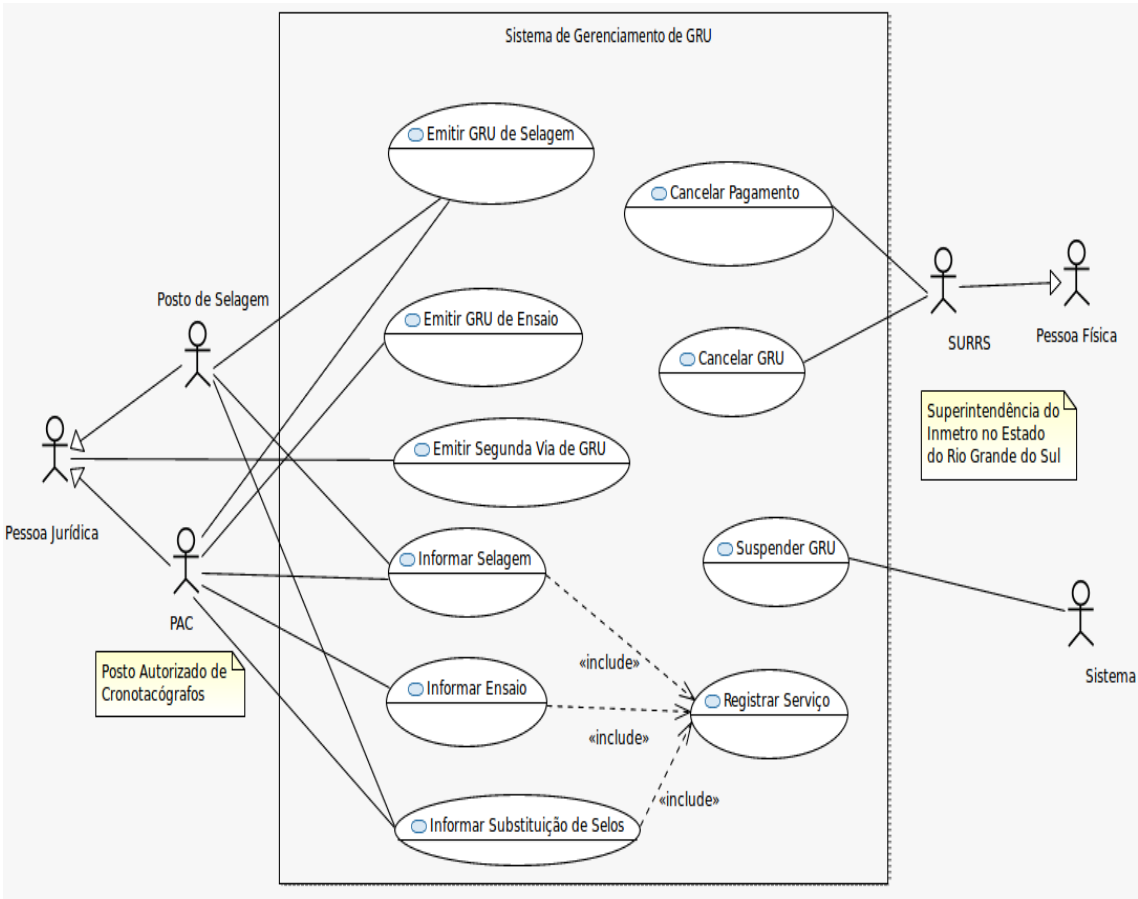 Sistema de Gerenciamento de GRU
Emitir GRU de Selagem
Cancelar Pagamento
Posto de Selagem
Emitir GRU de Ensaio
SURRS
Pessoa Física
Cancelar GRU
Superintendência do
Inmetro no Estado
do Rio Grande do Sul
Emitir Segunda Via de GRU
Pessoa Jurídica
Informar Selagem
Suspender GRU
PAC
Posto Autorizado de
Cronotacógrafos
«include»
Sistema
Informar Ensaio
Registrar Serviço
«include»
«include»
Informar Substituição de Selos